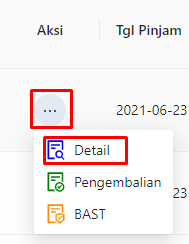 Aksi Tgl Pinjam
... 2021-06-23
Detail
Pengembalian
BAST